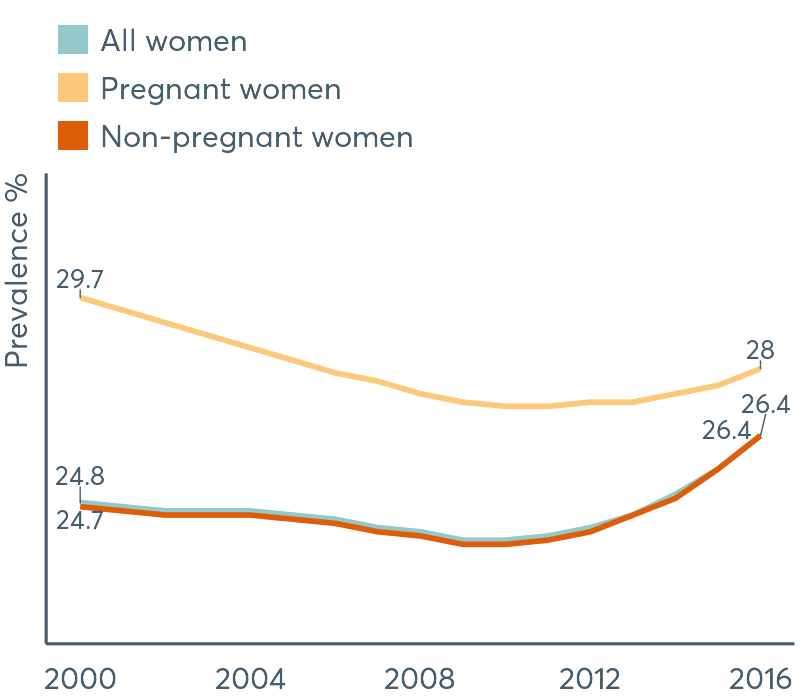 All women
Pregnant women
Non-pregnant women
Prevalence %
29.7
28
26.4
26.4
24.8
24.7
2000 2004 2008 2012 2016